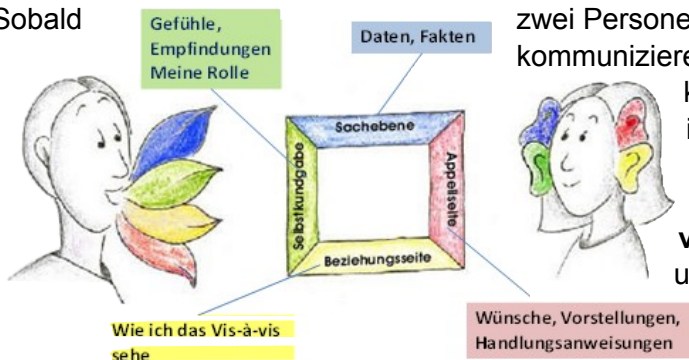 Sobald
Gefühle,
Empfindungen
Meine Rolle
Daten, Fakten
zwei Persone
kommuniziere
Sachebene
Selbstkundgabe
Appellseite
Beziehungsseite
Wie ich das Vis-à-vis
sehe
Wünsche, Vorstellungen,
Handlungsanweisungen